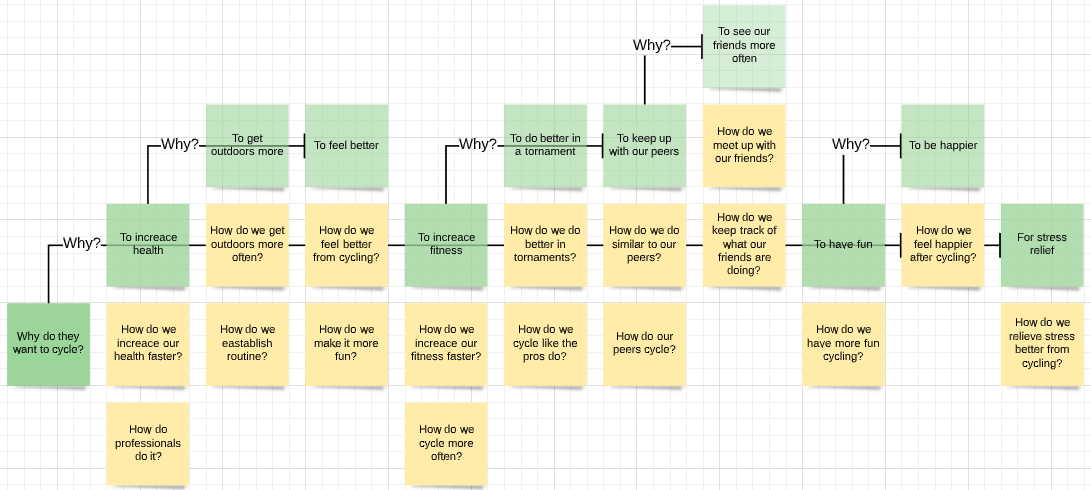 Why?
To see our
friends more
often
Why?
To get
outdoors more
To feel better
Why?
To do better in
a tornament
To keep up
with our peers
How do we
meet up with
our friends?
Why?
To be happier
Why?
To increace
health
How do we get
outdoors more
often?
How do we
feel better
from cycling?
To increace
fitness
How do we do
better in
tornaments?
How do we do
similar to our
peers?
How do we
keep track of
what our
friends are
doing?
To have fun
How do we
feel happier
after cycling?
For stress
relief
Why do they
want to cycle?
How do we
increace our
health faster?
How do we
eastablish
routine?
How do we
make it more
fun?
How do we
increace our
fitness faster?
How do we
cycle like the
pros do?
How do our
peers cycle?
How do we
have more fun
cycling?
How do we
relieve stress
better from
cycling?
How do
professionals
do it?
How do we
cycle more
often?